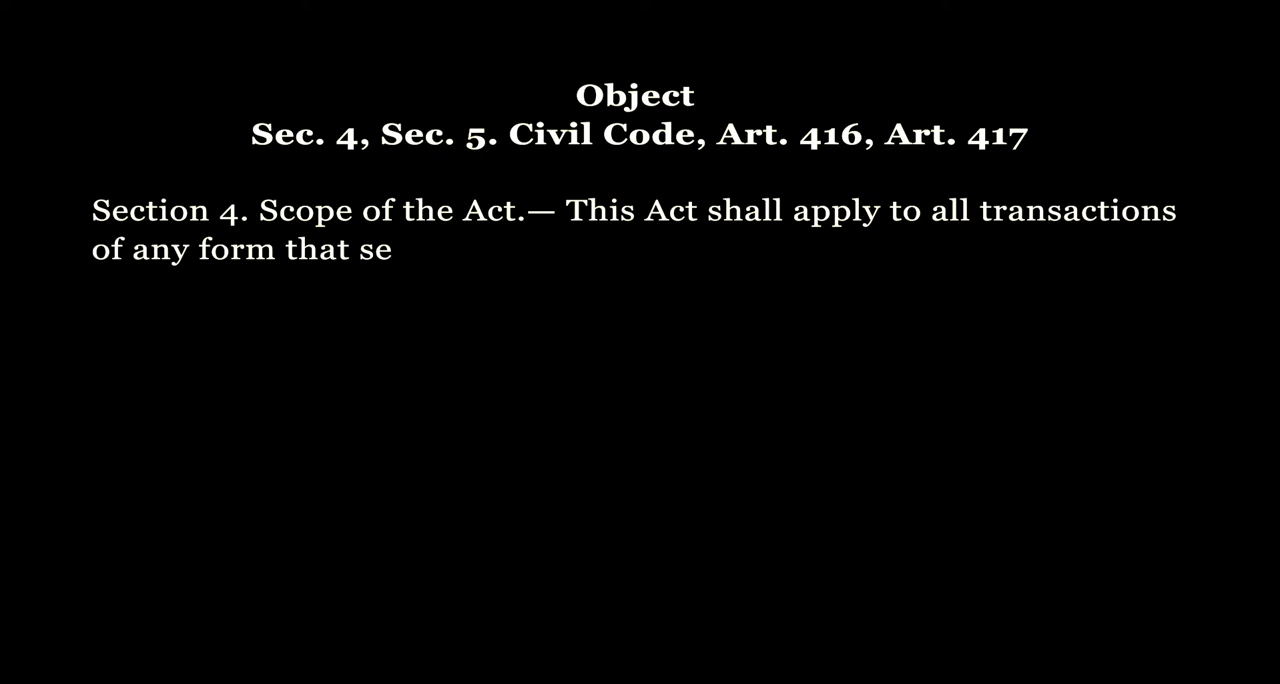 Object
Sec. 4, Sec. 5. Civil Code, Art. 416, Art. 417
Section 4. Scope of the Act.— This Act shall apply to all transactions
of any form that se